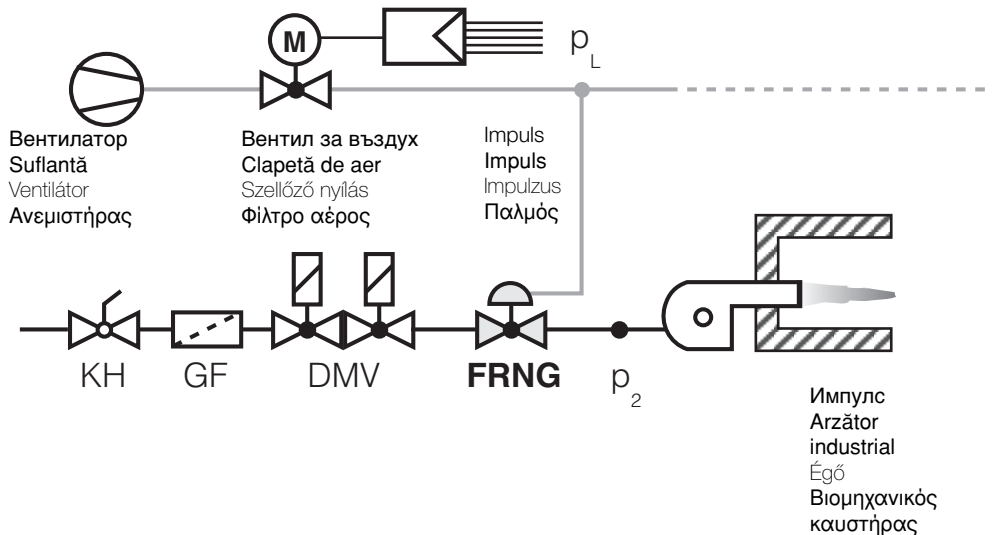 M
p L
Вентилатор
Suflantă
Ventilátor
Ανεμιστήρας
Вентил за въздух
Clapetă de aer
Szellőző nyílás
Φίλτρο αέρος
Impuls
Impuls
Impulzus
Παλμός
KH
GF
DMV
FRNG
p 2
Импулс
Arzător
industrial
Égő
Βιομηχανικός
καυστήρας